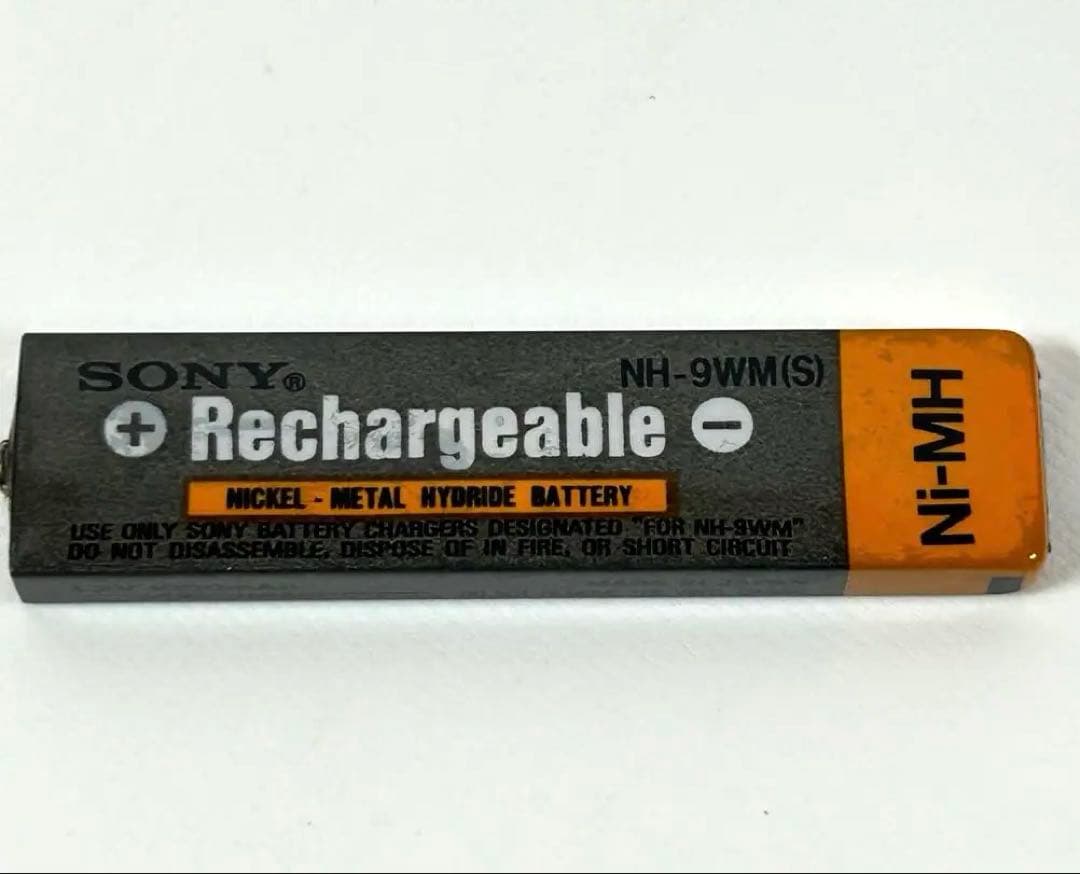 SONY® NH-9WM(S)
+ Rechargeable −
NICKEL - METAL HYDRIDE BATTERY
USE ONLY SONY BATTERY CHARGERS DESIGNATED "FOR NH-9WM"
DO NOT DISASSEMBLE, DISPOSE OF IN FIRE, OR SHORT CIRCUIT
Ni-MH